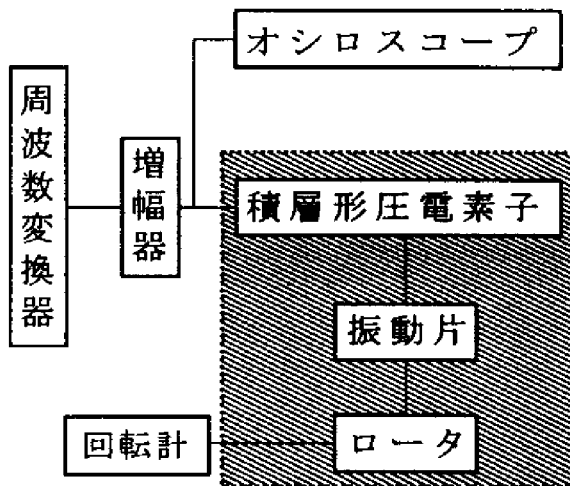 オシロスコープ
周波数変換器
増幅器
積層形圧電素子
振動片
回転計
ロータ